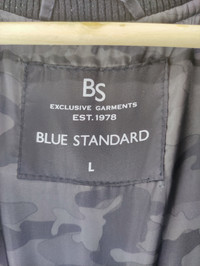 BS
EXCLUSIVE GARMENTS
EST. 1978
BLUE STANDARD
L